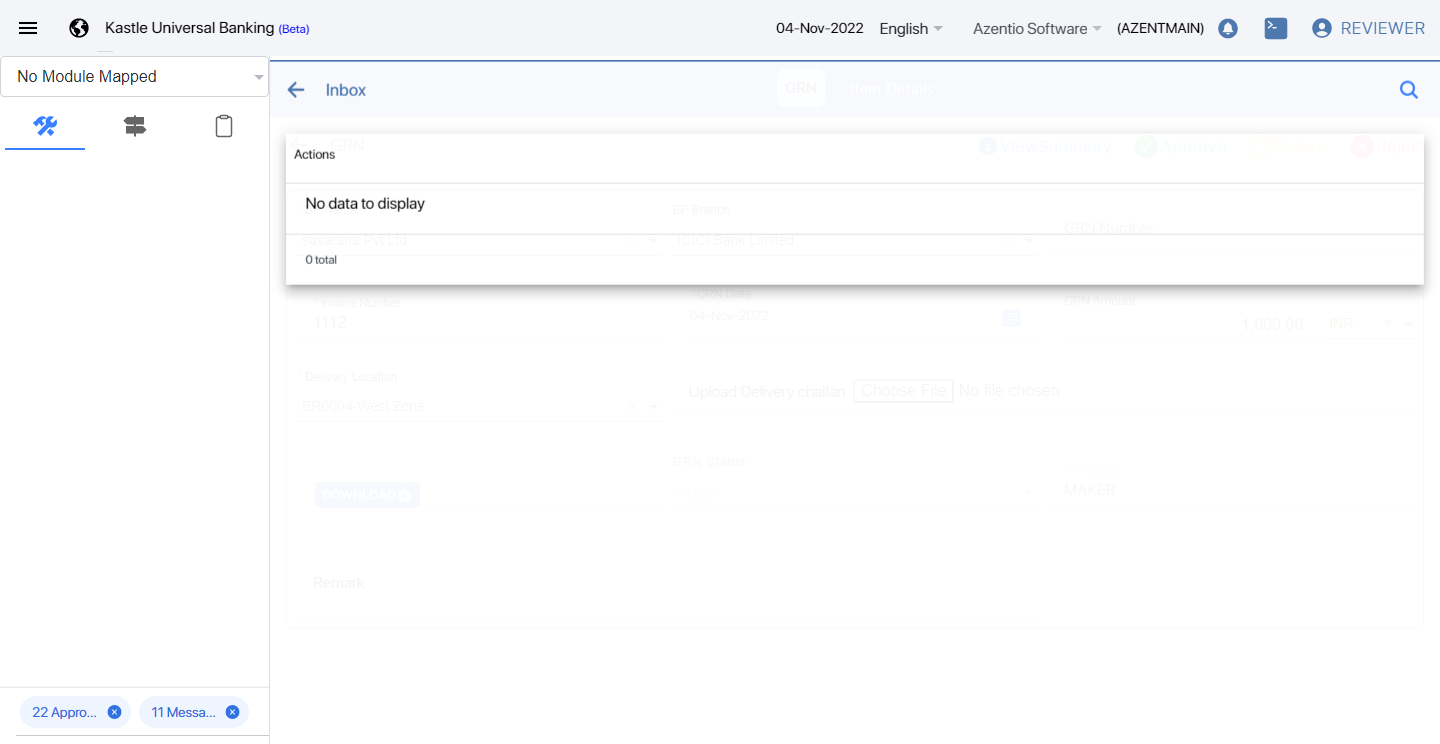 Kastle Universal Banking (Beta)
04-Nov-2022 English Azentio Software (AZENTMAIN) REVIEWER
No Module Mapped
Inbox GRN Item Details
GRN ViewSummary Approve Reject
Actions
No data to display
BP Branch
GRN Number
Pvt Ltd ICICI Bank Limited
0 total
* Invoice Number *GRN Date GRN Amount
1112 04-Nov-2022 1,000.00 INR
* Delivery Location
BR0004-West Zone
Upload Delivery challan Choose File No file chosen
GRN Status
DOWNLOAD MAKER
Remark
22 Appro... 11 Messa...